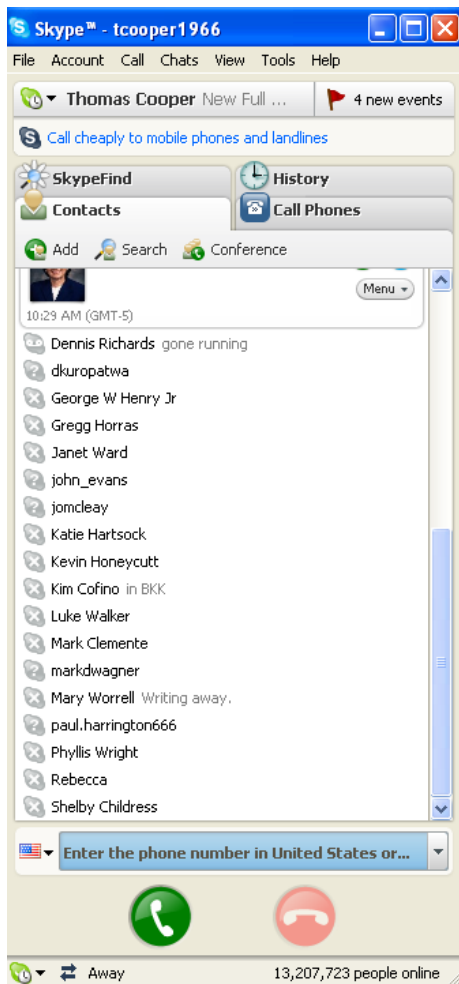 Skype™ - tcooper1966
File Account Call Chats View Tools Help
Thomas Cooper New Full ... 4 new events
Call cheaply to mobile phones and landlines
SkypeFind History
Contacts Call Phones
Add Search Conference
Menu
10:29 AM (GMT-5)
Dennis Richards gone running
dkuropatwa
George W Henry Jr
Gregg Horras
Janet Ward
john_evans
jomcleay
Katie Hartsock
Kevin Honeycutt
Kim Cofino in BKK
Luke Walker
Mark Clemente
markdwagner
Mary Worrell Writing away.
paul.harrington666
Phyllis Wright
Rebecca
Shelby Childress
Enter the phone number in United States or...
Away 13,207,723 people online